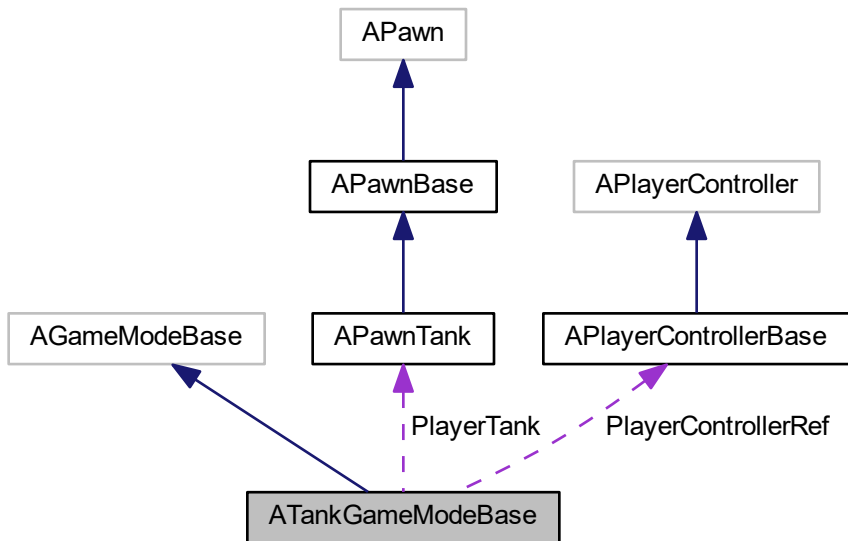 APawn
APawnBase
APlayerController
AGameModeBase
APawnTank
APlayerControllerBase
PlayerTank
PlayerControllerRef
ATankGameModeBase